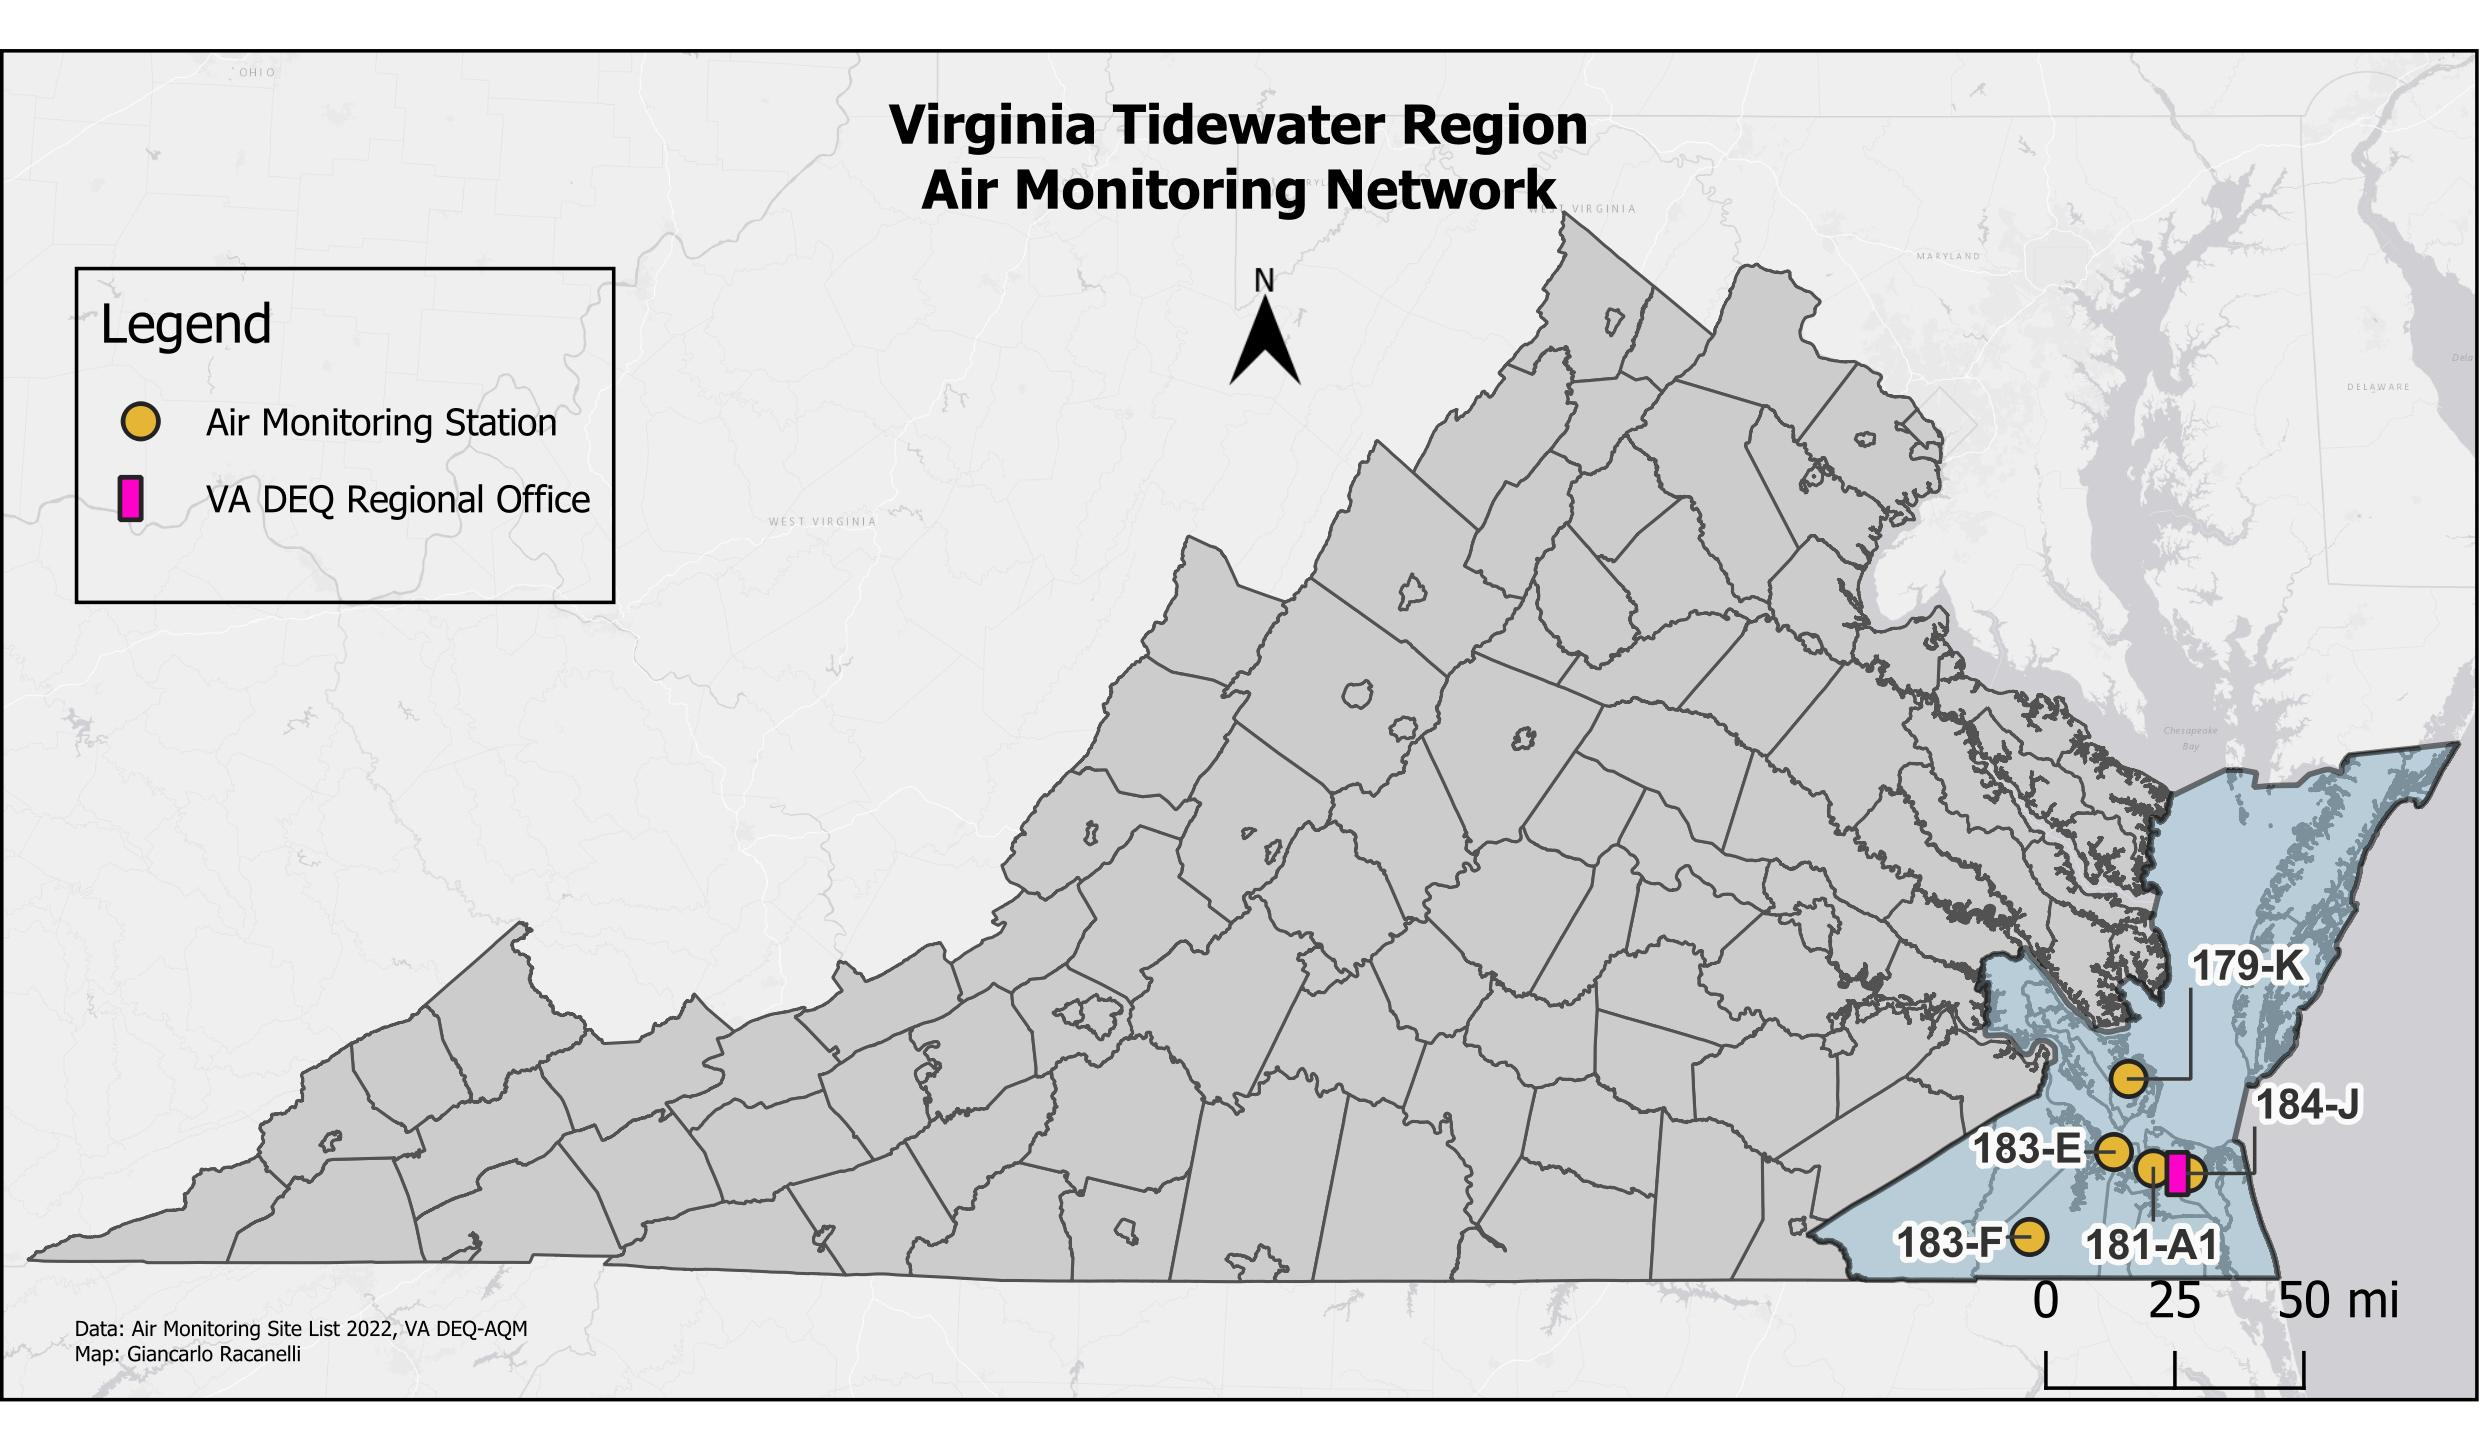 OHIO
Virginia Tidewater Region
Air Monitoring Network
WEST VIRGINIA
MARYLAND
N
Legend
Air Monitoring Station
VA DEQ Regional Office
DELAWARE
WEST VIRGINIA
Chesapeake
Bay
179-K
184-J
183-E
183-F
181-A1
0 25 50 mi
Data: Air Monitoring Site List 2022, VA DEQ-AQM
Map: Giancarlo Racanelli